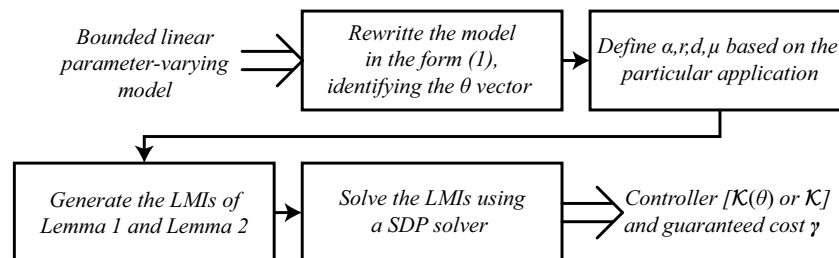 Bounded linear
parameter-varying
model
Rewritte the model
in the form (1),
identifying the θ vector
Define α,r,d,μ based on the
particular application
Generate the LMIs of
Lemma 1 and Lemma 2
Solve the LMIs using
a SDP solver
Controller [K(θ) or K]
and guaranteed cost γ